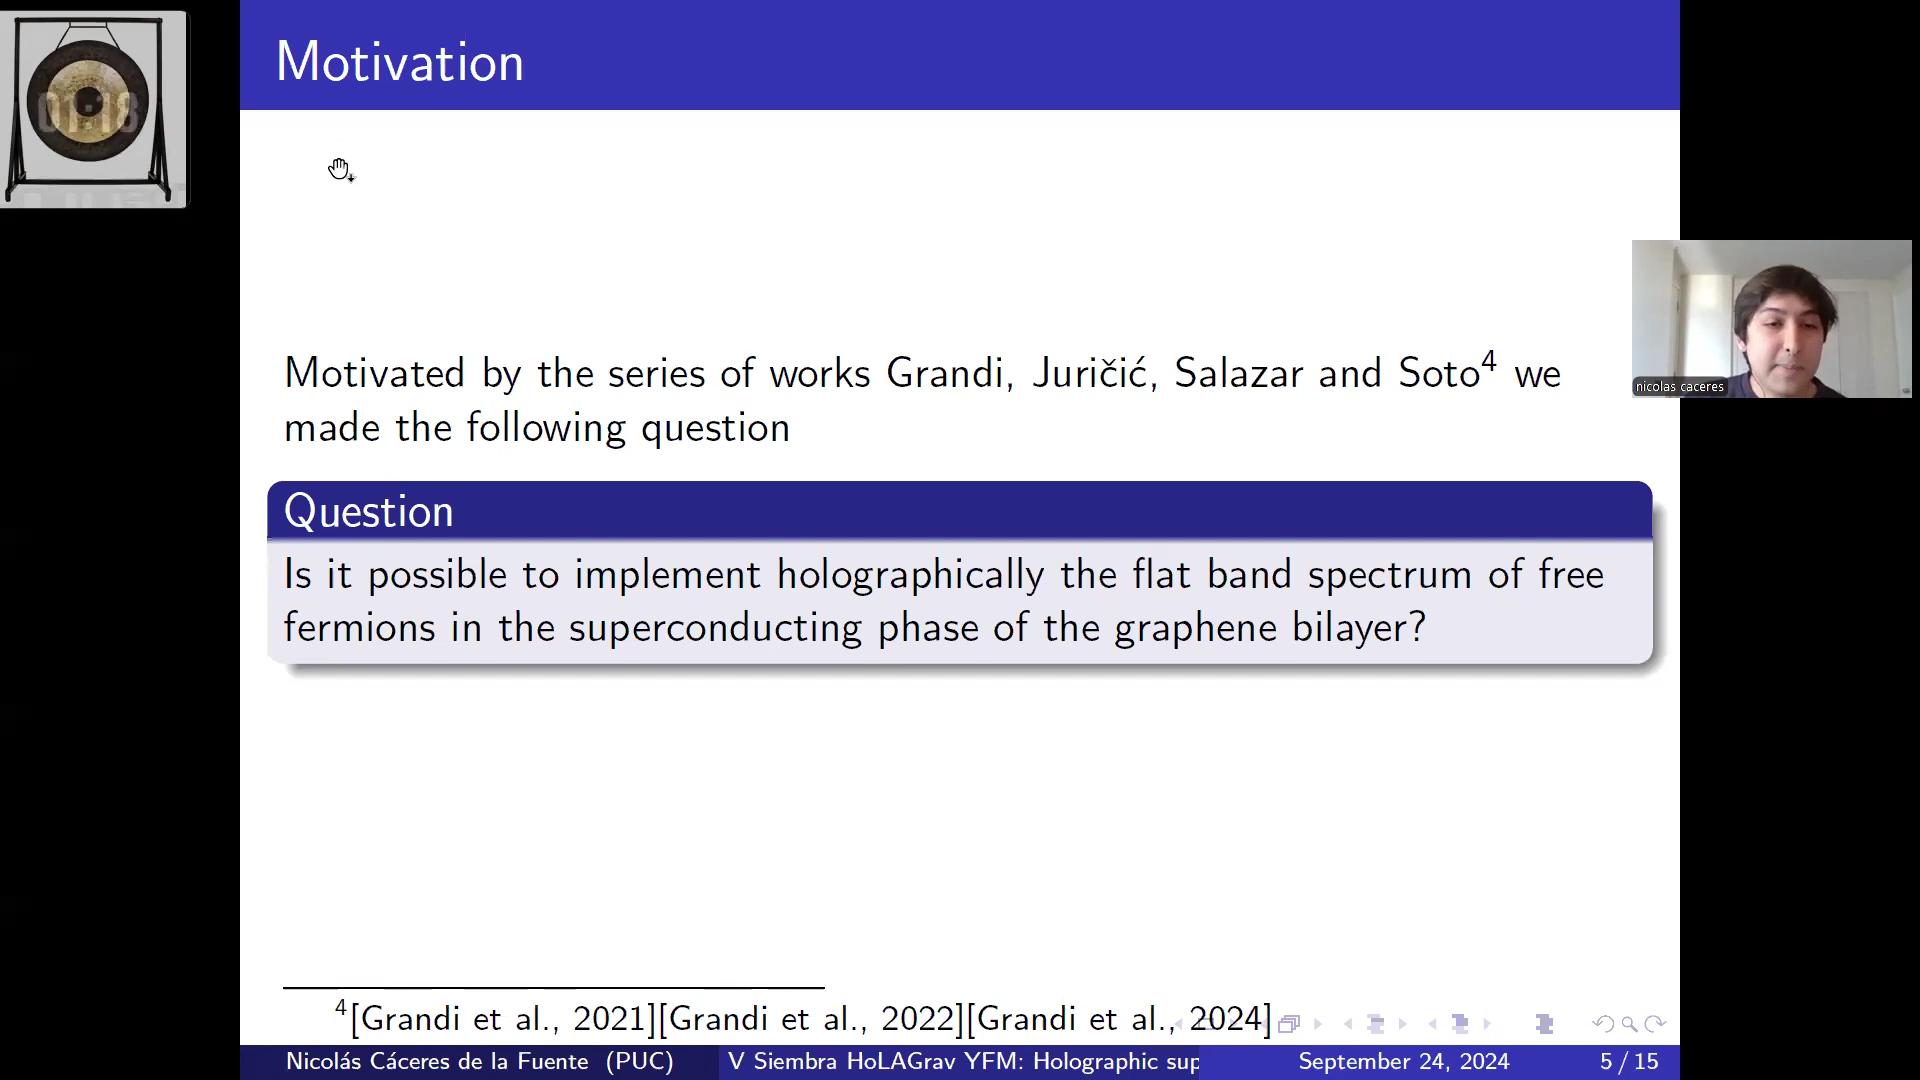 Motivation
01:18
Motivated by the series of works Grandi, Juričić, Salazar and Soto⁴ we
made the following question
nicolas caceres
Question
Is it possible to implement holographically the flat band spectrum of free
fermions in the superconducting phase of the graphene bilayer?
⁴[Grandi et al., 2021][Grandi et al., 2022][Grandi et al., 2024]
Nicolás Cáceres de la Fuente (PUC) V Siembra HoLAGrav YFM: Holographic sup September 24, 2024 5 / 15